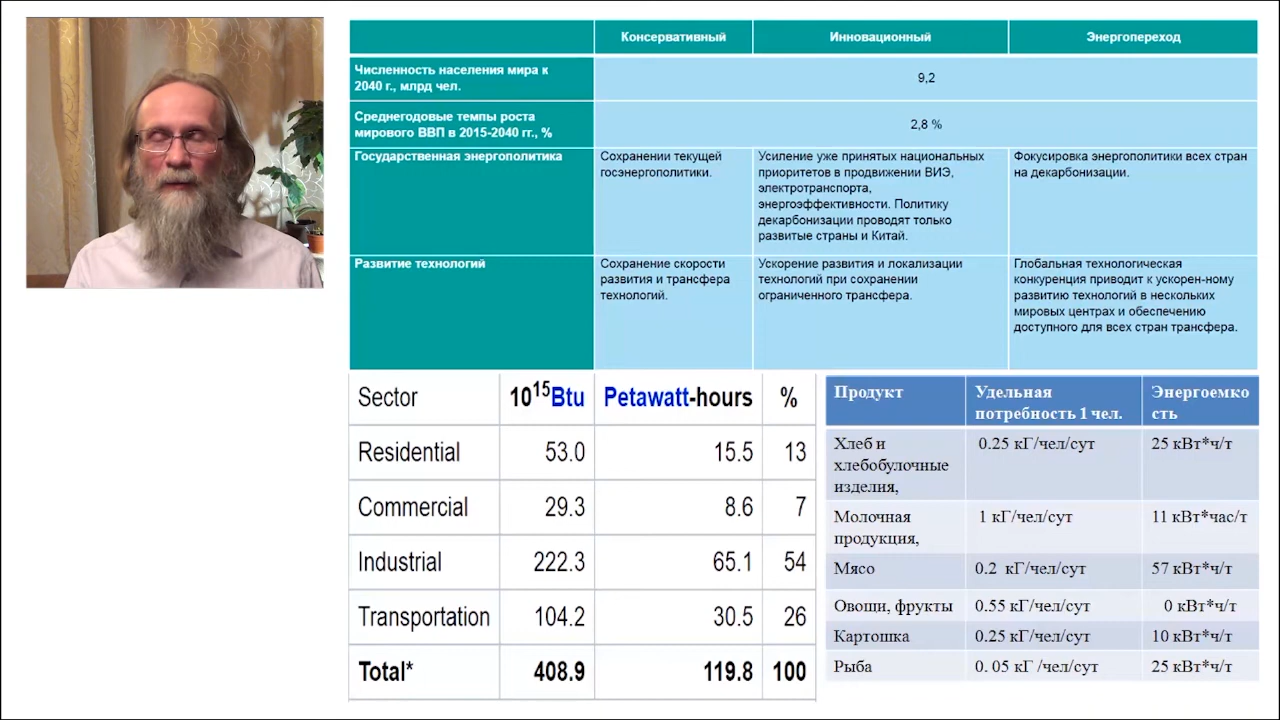 Консервативный Инновационный Энергопереход
Численность населения мира к
2040 г., млрд чел.
9,2
Среднегодовые темпы роста
мирового ВВП в 2015-2040 гг., %
2,8 %
Государственная энергополитика
Сохранении текущей
госэнергополитики.
Усиление уже принятых национальных
приоритетов в продвижении ВИЭ,
электротранспорта,
энергоэффективности. Политику
декарбонизации проводят только
развитые страны и Китай.
Фокусировка энергополитики всех стран
на декарбонизации.
Развитие технологий
Сохранение скорости
развития и трансфера
технологий.
Ускорение развития и локализации
технологий при сохранении
ограниченного трансфера.
Глобальная технологическая
конкуренция приводит к ускорен-ному
развитию технологий в нескольких
мировых центрах и обеспечению
доступного для всех стран трансфера.
Sector 10^15Btu Petawatt-hours %
Residential 53.0 15.5 13
Commercial 29.3 8.6 7
Industrial 222.3 65.1 54
Transportation 104.2 30.5 26
Total* 408.9 119.8 100
Продукт
Удельная
потребность 1 чел.
Энергоемко
сть
Хлеб и
хлебобулочные
изделия,
0.25 кГ/чел/сут
25 кВт*ч/т
Молочная
продукция,
1 кГ/чел/сут
11 кВт*час/т
Мясо 0.2 кГ/чел/сут 57 кВт*ч/т
Овощи, фрукты 0.55 кГ/чел/сут 0 кВт*ч/т
Картошка 0.25 кГ/чел/сут 10 кВт*ч/т
Рыба 0. 05 кГ /чел/сут 25 кВт*ч/т